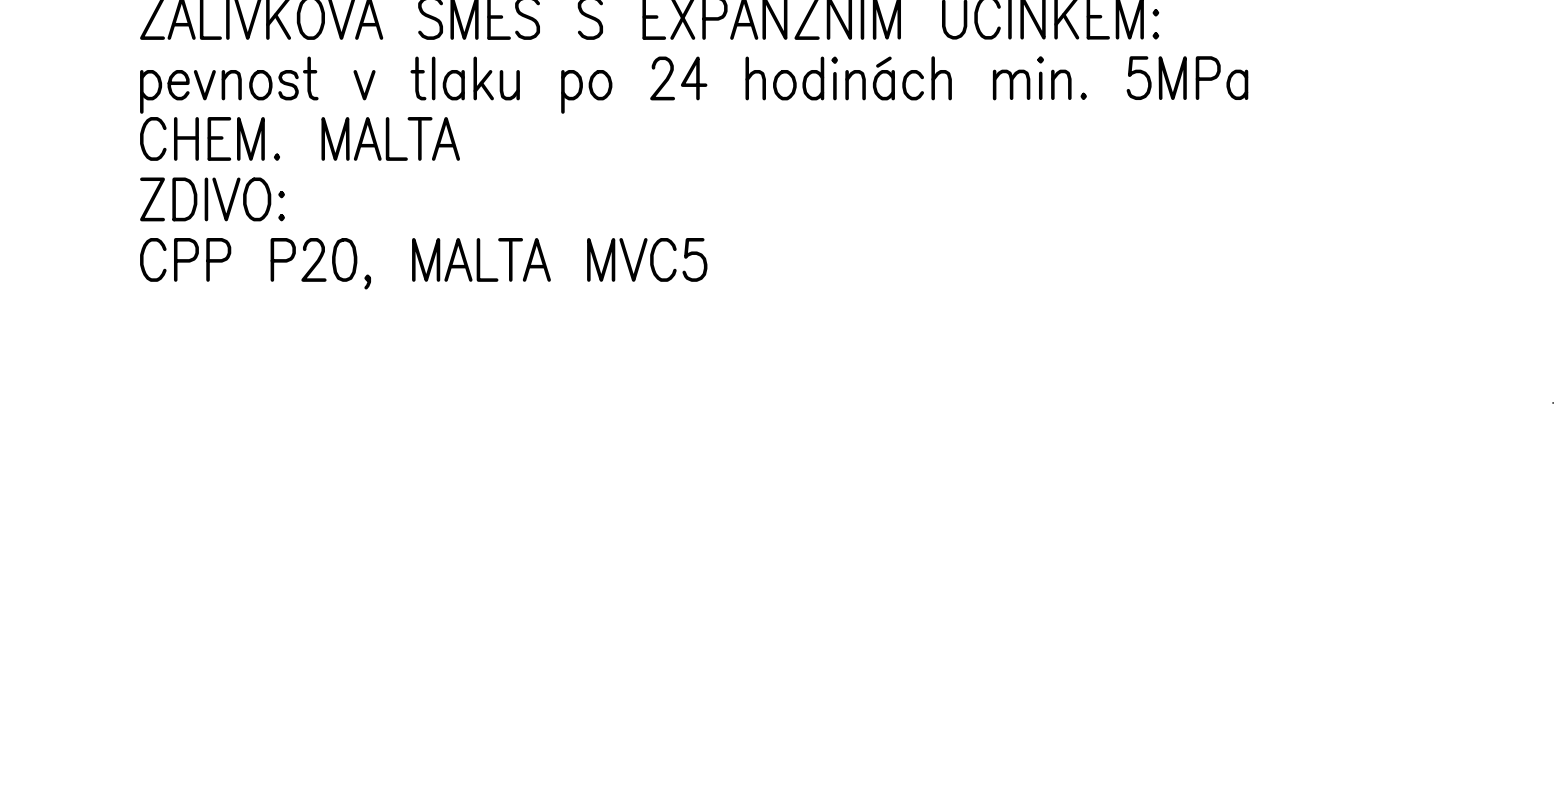 ZÁLIVKOVÁ SMĚS S EXPANZNÍM ÚČINKEM:
pevnost v tlaku po 24 hodinách min. 5MPa
CHEM. MALTA
ZDIVO:
CPP P20, MALTA MVC5